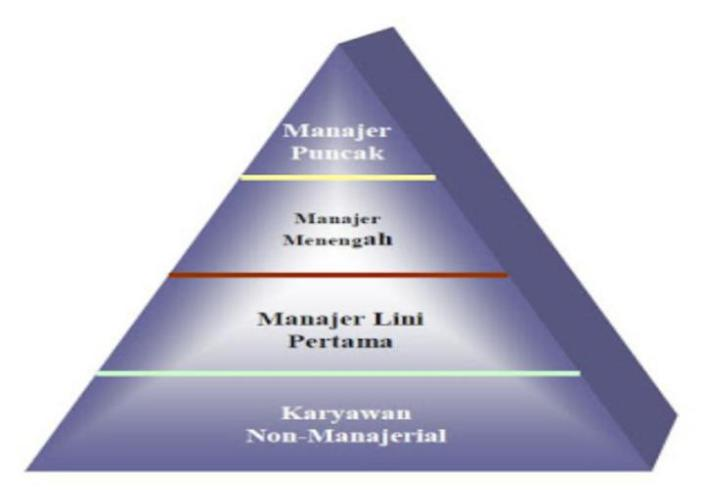 Manajer
Puncak
Manajer
Menengah
Manajer Lini
Pertama
Karyawan
Non-Manajerial